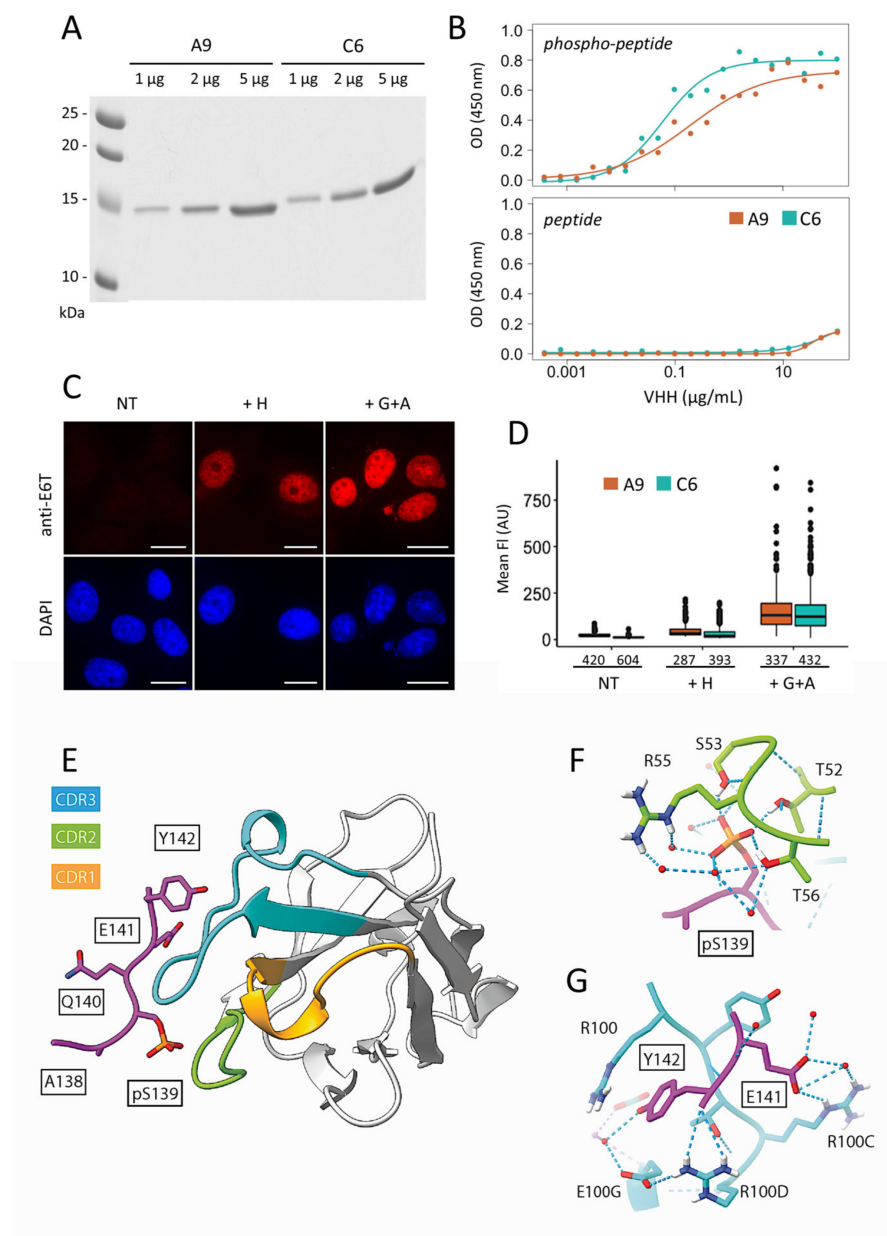 A
A9 C6
1 µg 2 µg 5 µg 1 µg 2 µg 5 µg
25 -
20 -
15 -
10 -
kDa
B
phospho-peptide
OD (450 nm)
1.0
0.8
0.6
0.4
0.2
0.0
peptide
A9 C6
OD (450 nm)
1.0
0.8
0.6
0.4
0.2
0.0
0.001 0.1 10
VHH (µg/mL)
C
NT + H + G+A
anti-E6T
DAPI
D
A9 C6
Mean FI (AU)
750
500
250
0
420 604 287 393 337 432
NT + H + G+A
E
CDR3
CDR2
CDR1
Y142
E141
Q140
A138
pS139
F
S53
R55
T52
T56
pS139
G
R100
Y142
E141
R100C
E100G
R100D